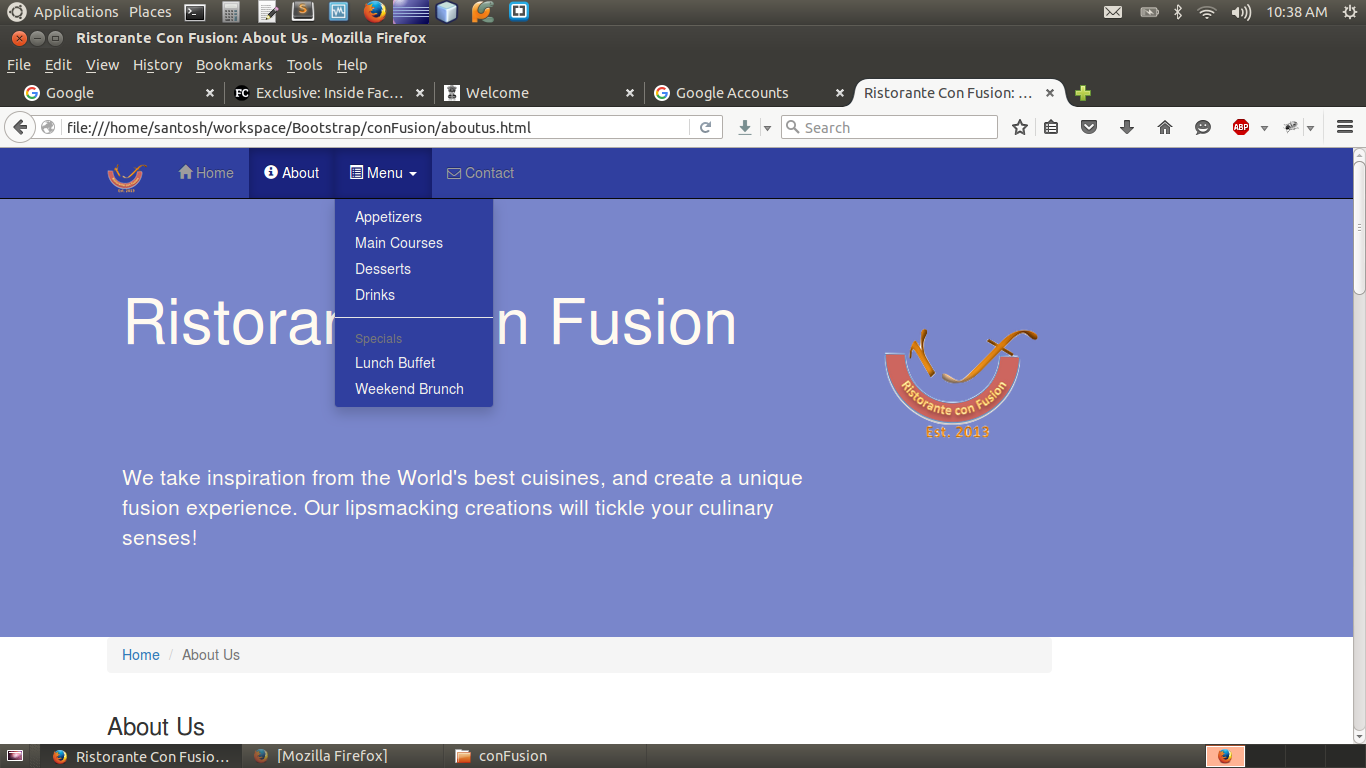 Applications Places 10:38 AM
Ristorante Con Fusion: About Us - Mozilla Firefox
File Edit View History Bookmarks Tools Help
Google FC Exclusive: Inside Fac... Welcome Google Accounts Ristorante Con Fusion: ...
file:///home/santosh/workspace/Bootstrap/conFusion/aboutus.html Search ABP
Home About Menu Contact
Appetizers
Main Courses
Desserts
Drinks
Specials
Lunch Buffet
Weekend Brunch
Ristoran n Fusion
Ristorante con Fusion
Est. 2013
We take inspiration from the World's best cuisines, and create a unique
fusion experience. Our lipsmacking creations will tickle your culinary
senses!
Home / About Us
About Us
Ristorante Con Fusio... [Mozilla Firefox] conFusion